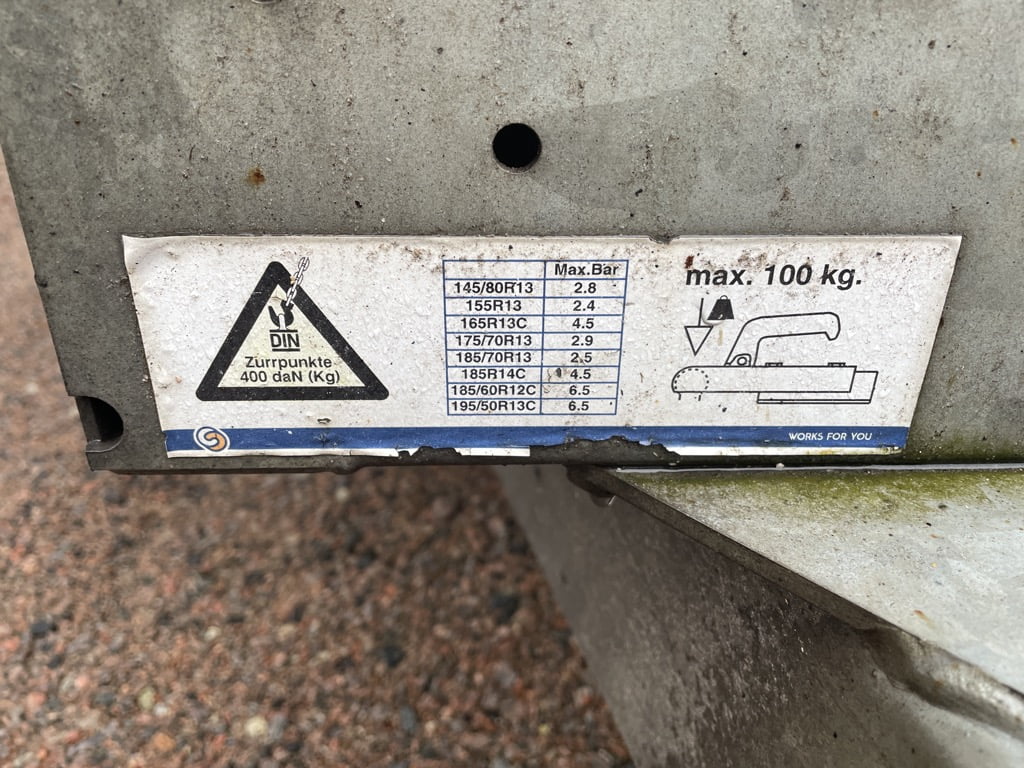 DIN
Zurrpunkte
400 daN (Kg)
Max.Bar
145/80R13 2.8
155R13 2.4
165R13C 4.5
175/70R13 2.9
185/70R13 2.5
185R14C 4.5
185/60R12C 6.5
195/50R13C 6.5
max. 100 kg.
WORKS FOR YOU